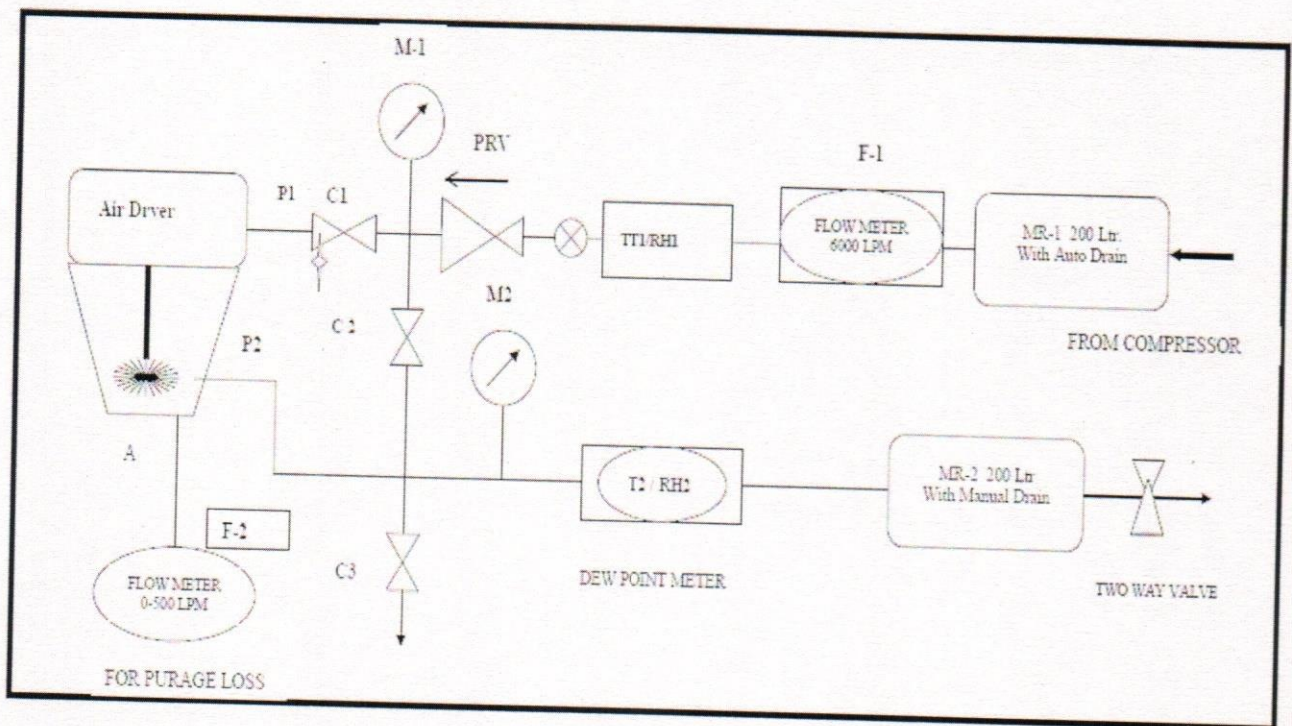 M-1
PRV
F-1
P1
C1
Air Dryer
TT1/RH1
FLOW METER
6000 LPM
MR-1 200 Ltr.
With Auto Drain
FROM COMPRESSOR
C2
M2
P2
A
T2 / RH2
MR-2 200 Ltr
With Manual Drain
F-2
C3
DEW POINT METER
TWO WAY VALVE
FLOW METER
0-500 LPM
FOR PURAGE LOSS